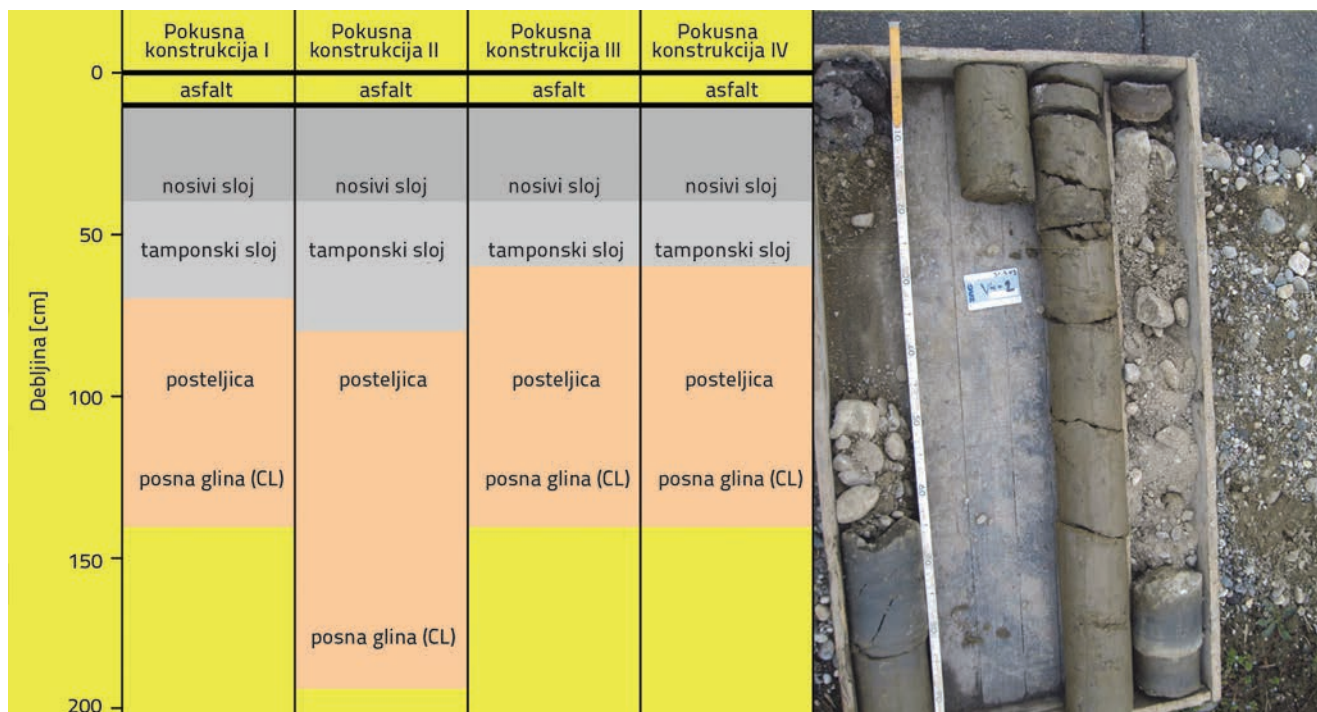 Pokusna
konstrukcija I
Pokusna
konstrukcija II
Pokusna
konstrukcija III
Pokusna
konstrukcija IV
0
asfalt
asfalt
asfalt
asfalt
nosivi sloj
nosivi sloj
nosivi sloj
nosivi sloj
50
tamponski sloj
tamponski sloj
tamponski sloj
tamponski sloj
Debljina [cm]
posteljica
posteljica
posteljica
posteljica
100
posna glina (CL)
posna glina (CL)
posna glina (CL)
150
posna glina (CL)
200